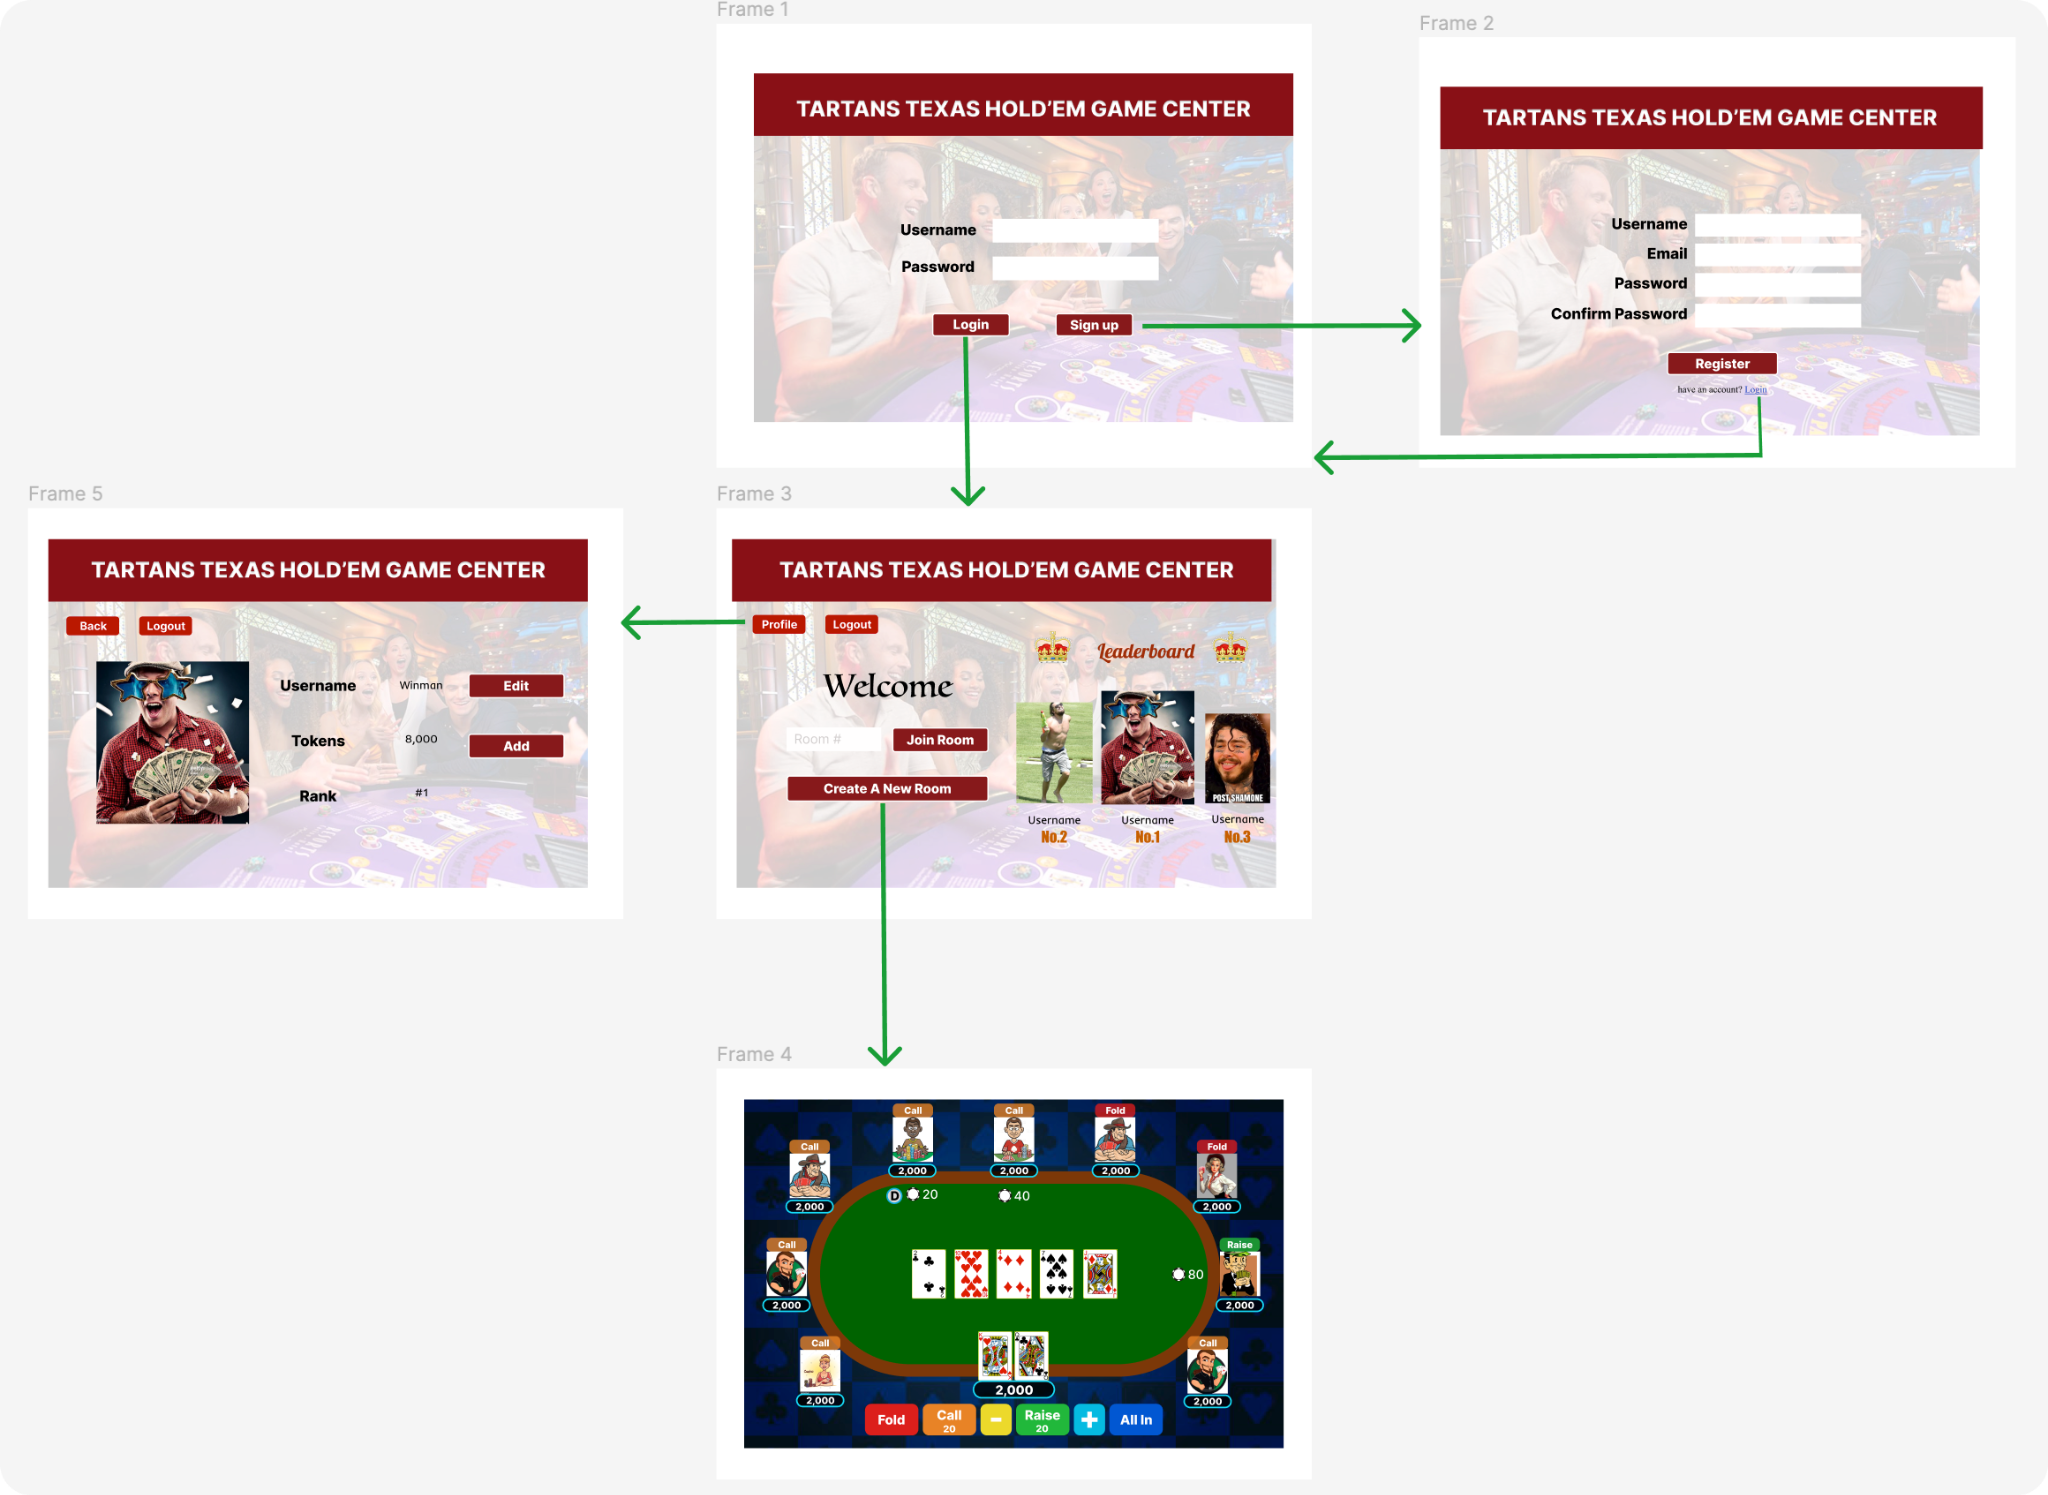 Frame 1
TARTANS TEXAS HOLD'EM GAME CENTER
Username
Password
Login
Sign up
Frame 2
TARTANS TEXAS HOLD'EM GAME CENTER
Username
Email
Password
Confirm Password
Register
have an account? Login
Frame 5
TARTANS TEXAS HOLD'EM GAME CENTER
Back
Logout
Username
Winman
Edit
Tokens
8,000
Add
Rank
#1
Frame 3
TARTANS TEXAS HOLD'EM GAME CENTER
Profile
Logout
Leaderboard
Welcome
Room #
Join Room
Create A New Room
POST SHAMONE
Username
Username
Username
No.2
No.1
No.3
Frame 4
Call
Call
Fold
2,000
2,000
2,000
Call
Fold
2,000
2,000
D
20
40
Call
Raise
80
2,000
2,000
Call
Call
2,000
2,000
2,000
Fold
Call
20
-
Raise
20
+
All In